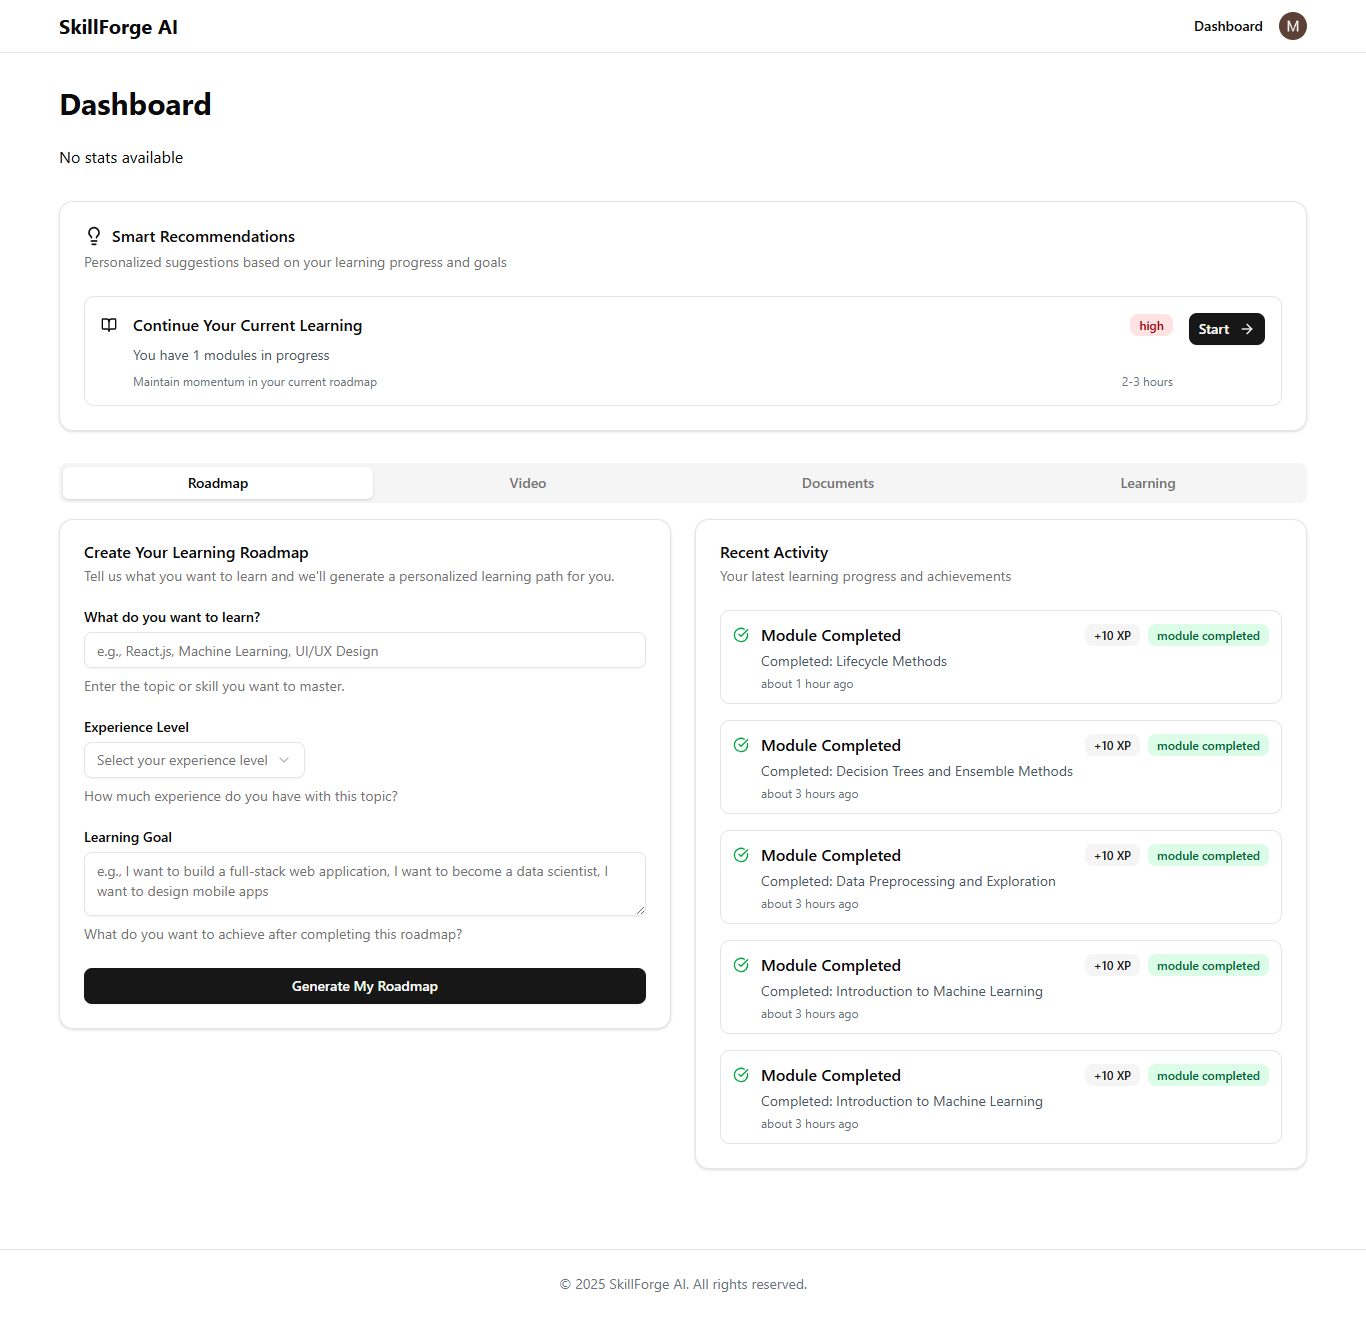 SkillForge AI
Dashboard
M
Dashboard
No stats available
Smart Recommendations
Personalized suggestions based on your learning progress and goals
Continue Your Current Learning
high
Start
You have 1 modules in progress
Maintain momentum in your current roadmap
2-3 hours
Roadmap
Video
Documents
Learning
Create Your Learning Roadmap
Tell us what you want to learn and we'll generate a personalized learning path for you.
What do you want to learn?
e.g., React.js, Machine Learning, UI/UX Design
Enter the topic or skill you want to master.
Experience Level
Select your experience level
How much experience do you have with this topic?
Learning Goal
e.g., I want to build a full-stack web application, I want to become a data scientist, I
want to design mobile apps
What do you want to achieve after completing this roadmap?
Generate My Roadmap
Recent Activity
Your latest learning progress and achievements
Module Completed
+10 XP
module completed
Completed: Lifecycle Methods
about 1 hour ago
Module Completed
+10 XP
module completed
Completed: Decision Trees and Ensemble Methods
about 3 hours ago
Module Completed
+10 XP
module completed
Completed: Data Preprocessing and Exploration
about 3 hours ago
Module Completed
+10 XP
module completed
Completed: Introduction to Machine Learning
about 3 hours ago
Module Completed
+10 XP
module completed
Completed: Introduction to Machine Learning
about 3 hours ago
© 2025 SkillForge AI. All rights reserved.